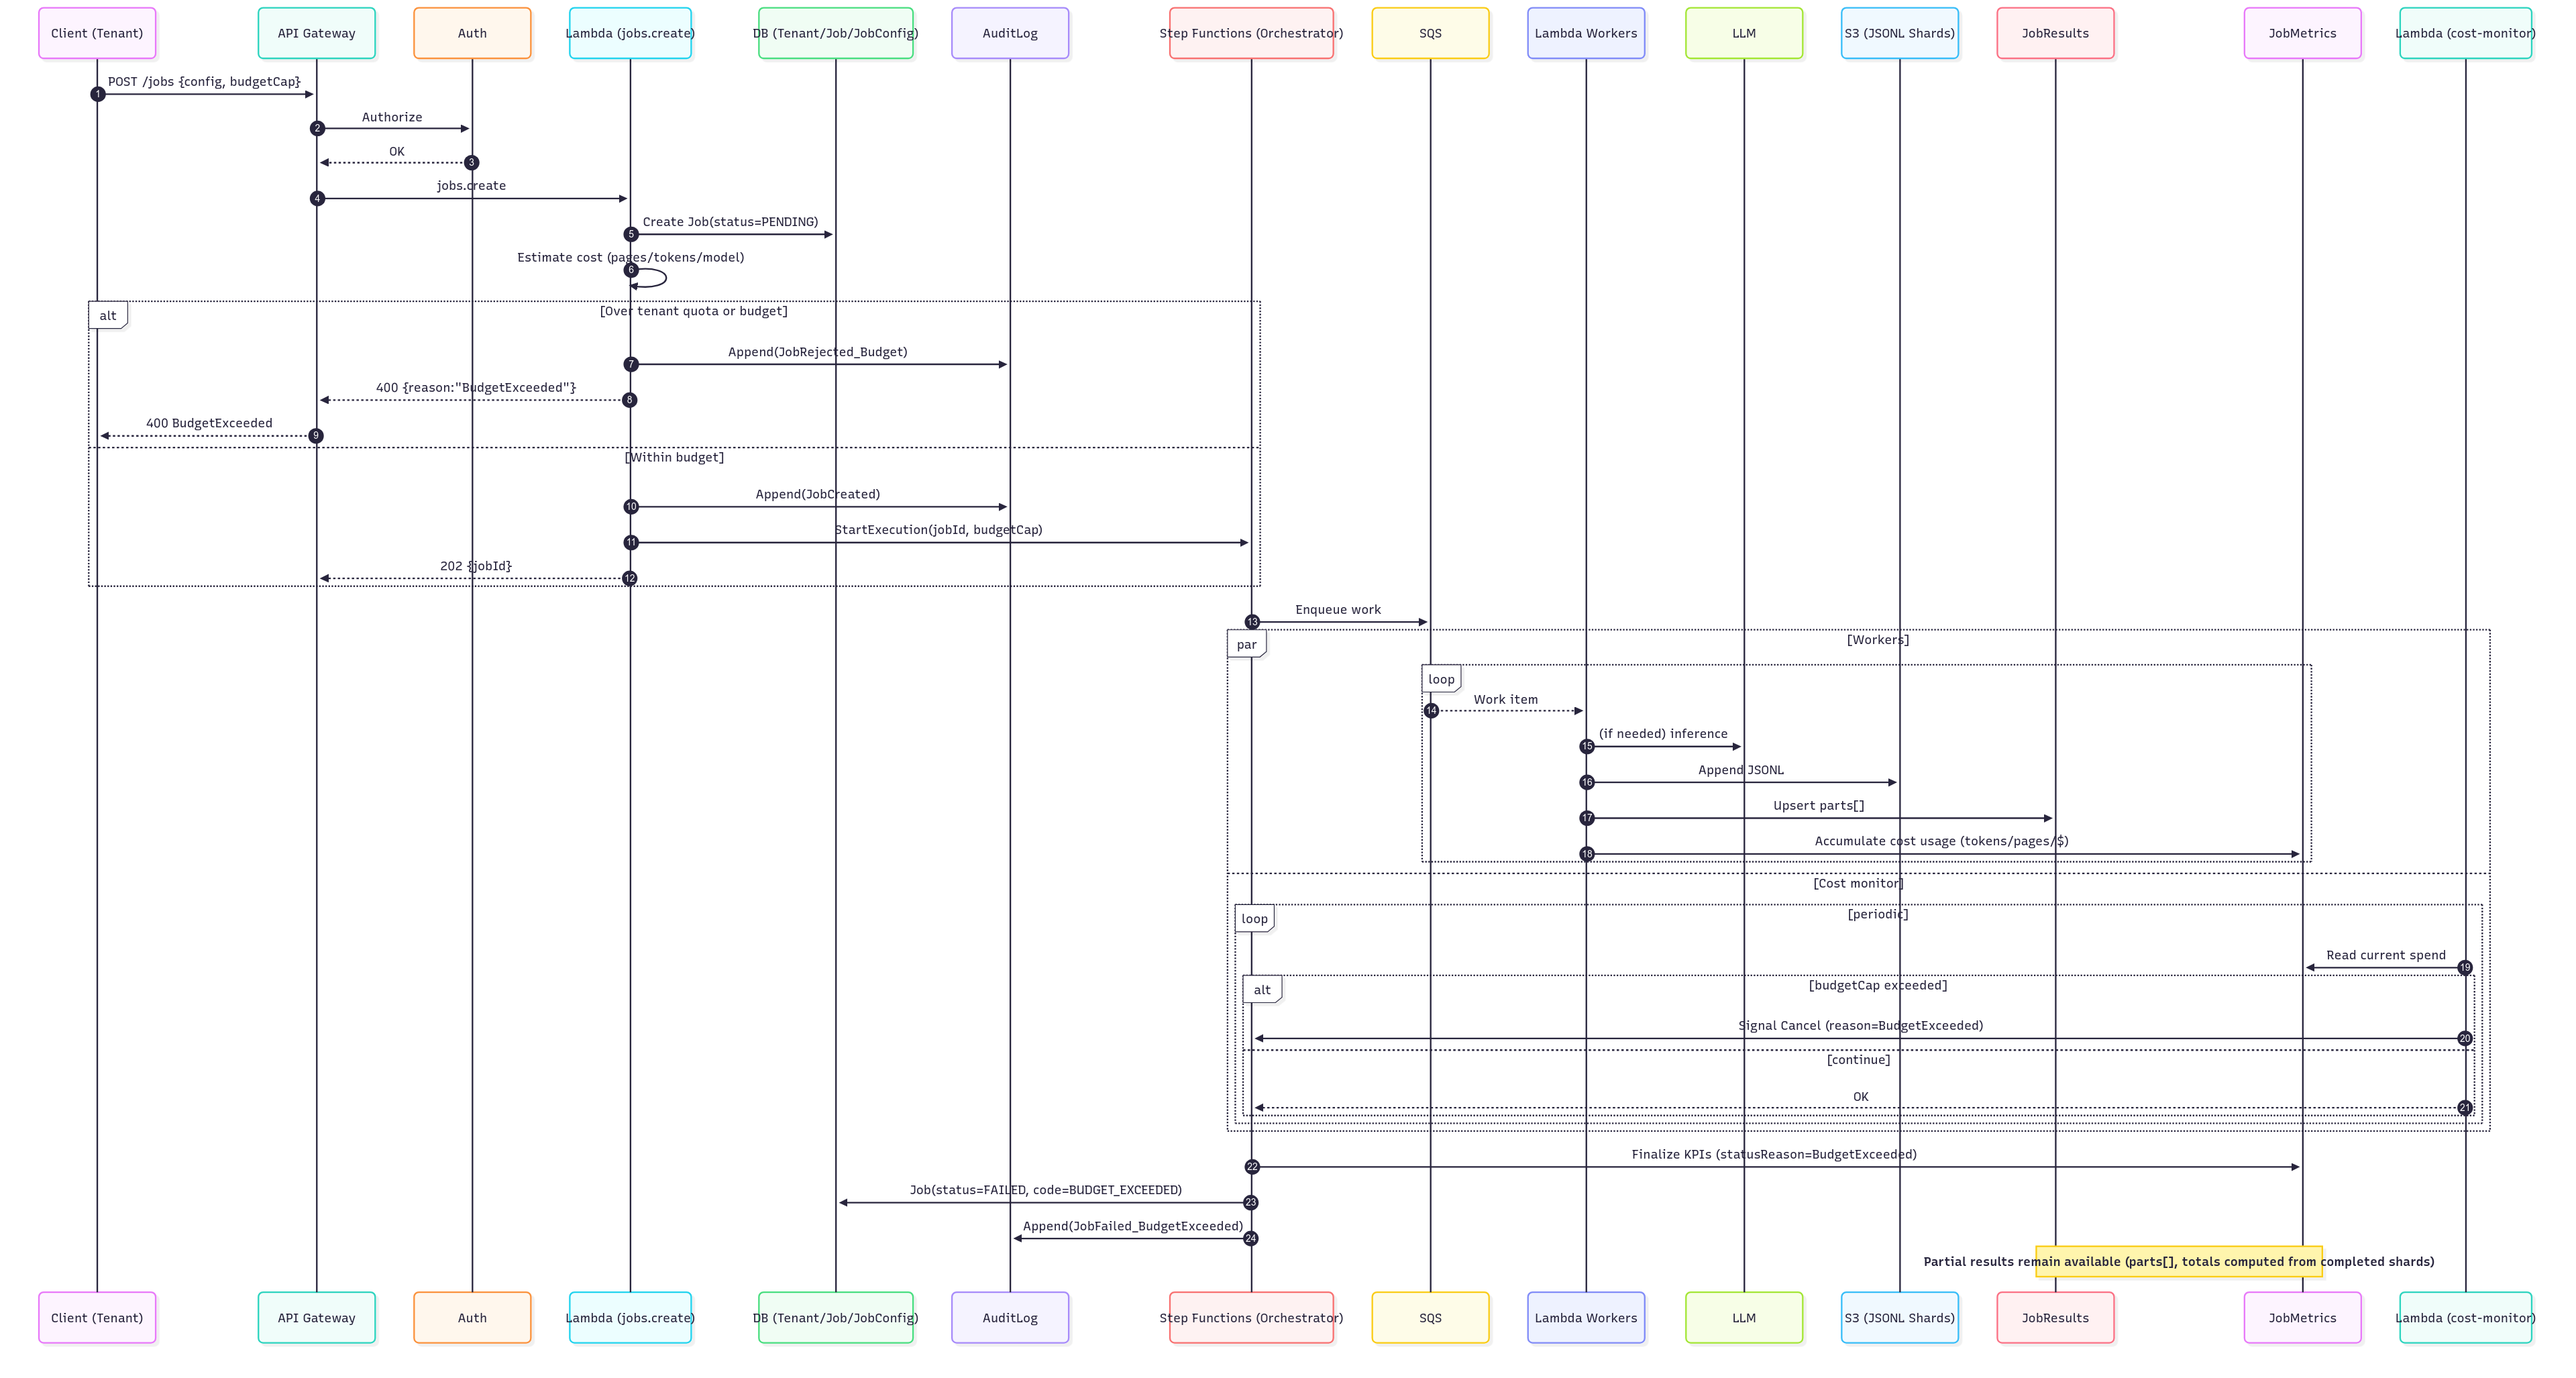 Client (Tenant)
API Gateway
Auth
Lambda (jobs.create)
DB (Tenant/Job/JobConfig)
AuditLog
Step Functions (Orchestrator)
SQS
Lambda Workers
LLM
S3 (JSONL Shards)
JobResults
JobMetrics
Lambda (cost-monitor)
POST /jobs {config, budgetCap}
1
Authorize
2
OK
3
jobs.create
4
Create Job(status=PENDING)
5
Estimate cost (pages/tokens/model)
6
alt
[Over tenant quota or budget]
Append(JobRejected_Budget)
7
400 {reason:"BudgetExceeded"}
8
400 BudgetExceeded
9
[Within budget]
Append(JobCreated)
10
StartExecution(jobId, budgetCap)
11
202 {jobId}
12
Enqueue work
13
par
[Workers]
loop
Work item
14
(if needed) inference
15
Append JSONL
16
Upsert parts[]
17
Accumulate cost usage (tokens/pages/$)
18
[Cost monitor]
loop
[periodic]
Read current spend
19
alt
[budgetCap exceeded]
Signal Cancel (reason=BudgetExceeded)
20
[continue]
OK
21
Finalize KPIs (statusReason=BudgetExceeded)
22
Job(status=FAILED, code=BUDGET_EXCEEDED)
23
Append(JobFailed_BudgetExceeded)
24
Partial results remain available (parts[], totals computed from completed shards)
Client (Tenant)
API Gateway
Auth
Lambda (jobs.create)
DB (Tenant/Job/JobConfig)
AuditLog
Step Functions (Orchestrator)
SQS
Lambda Workers
LLM
S3 (JSONL Shards)
JobResults
JobMetrics
Lambda (cost-monitor)